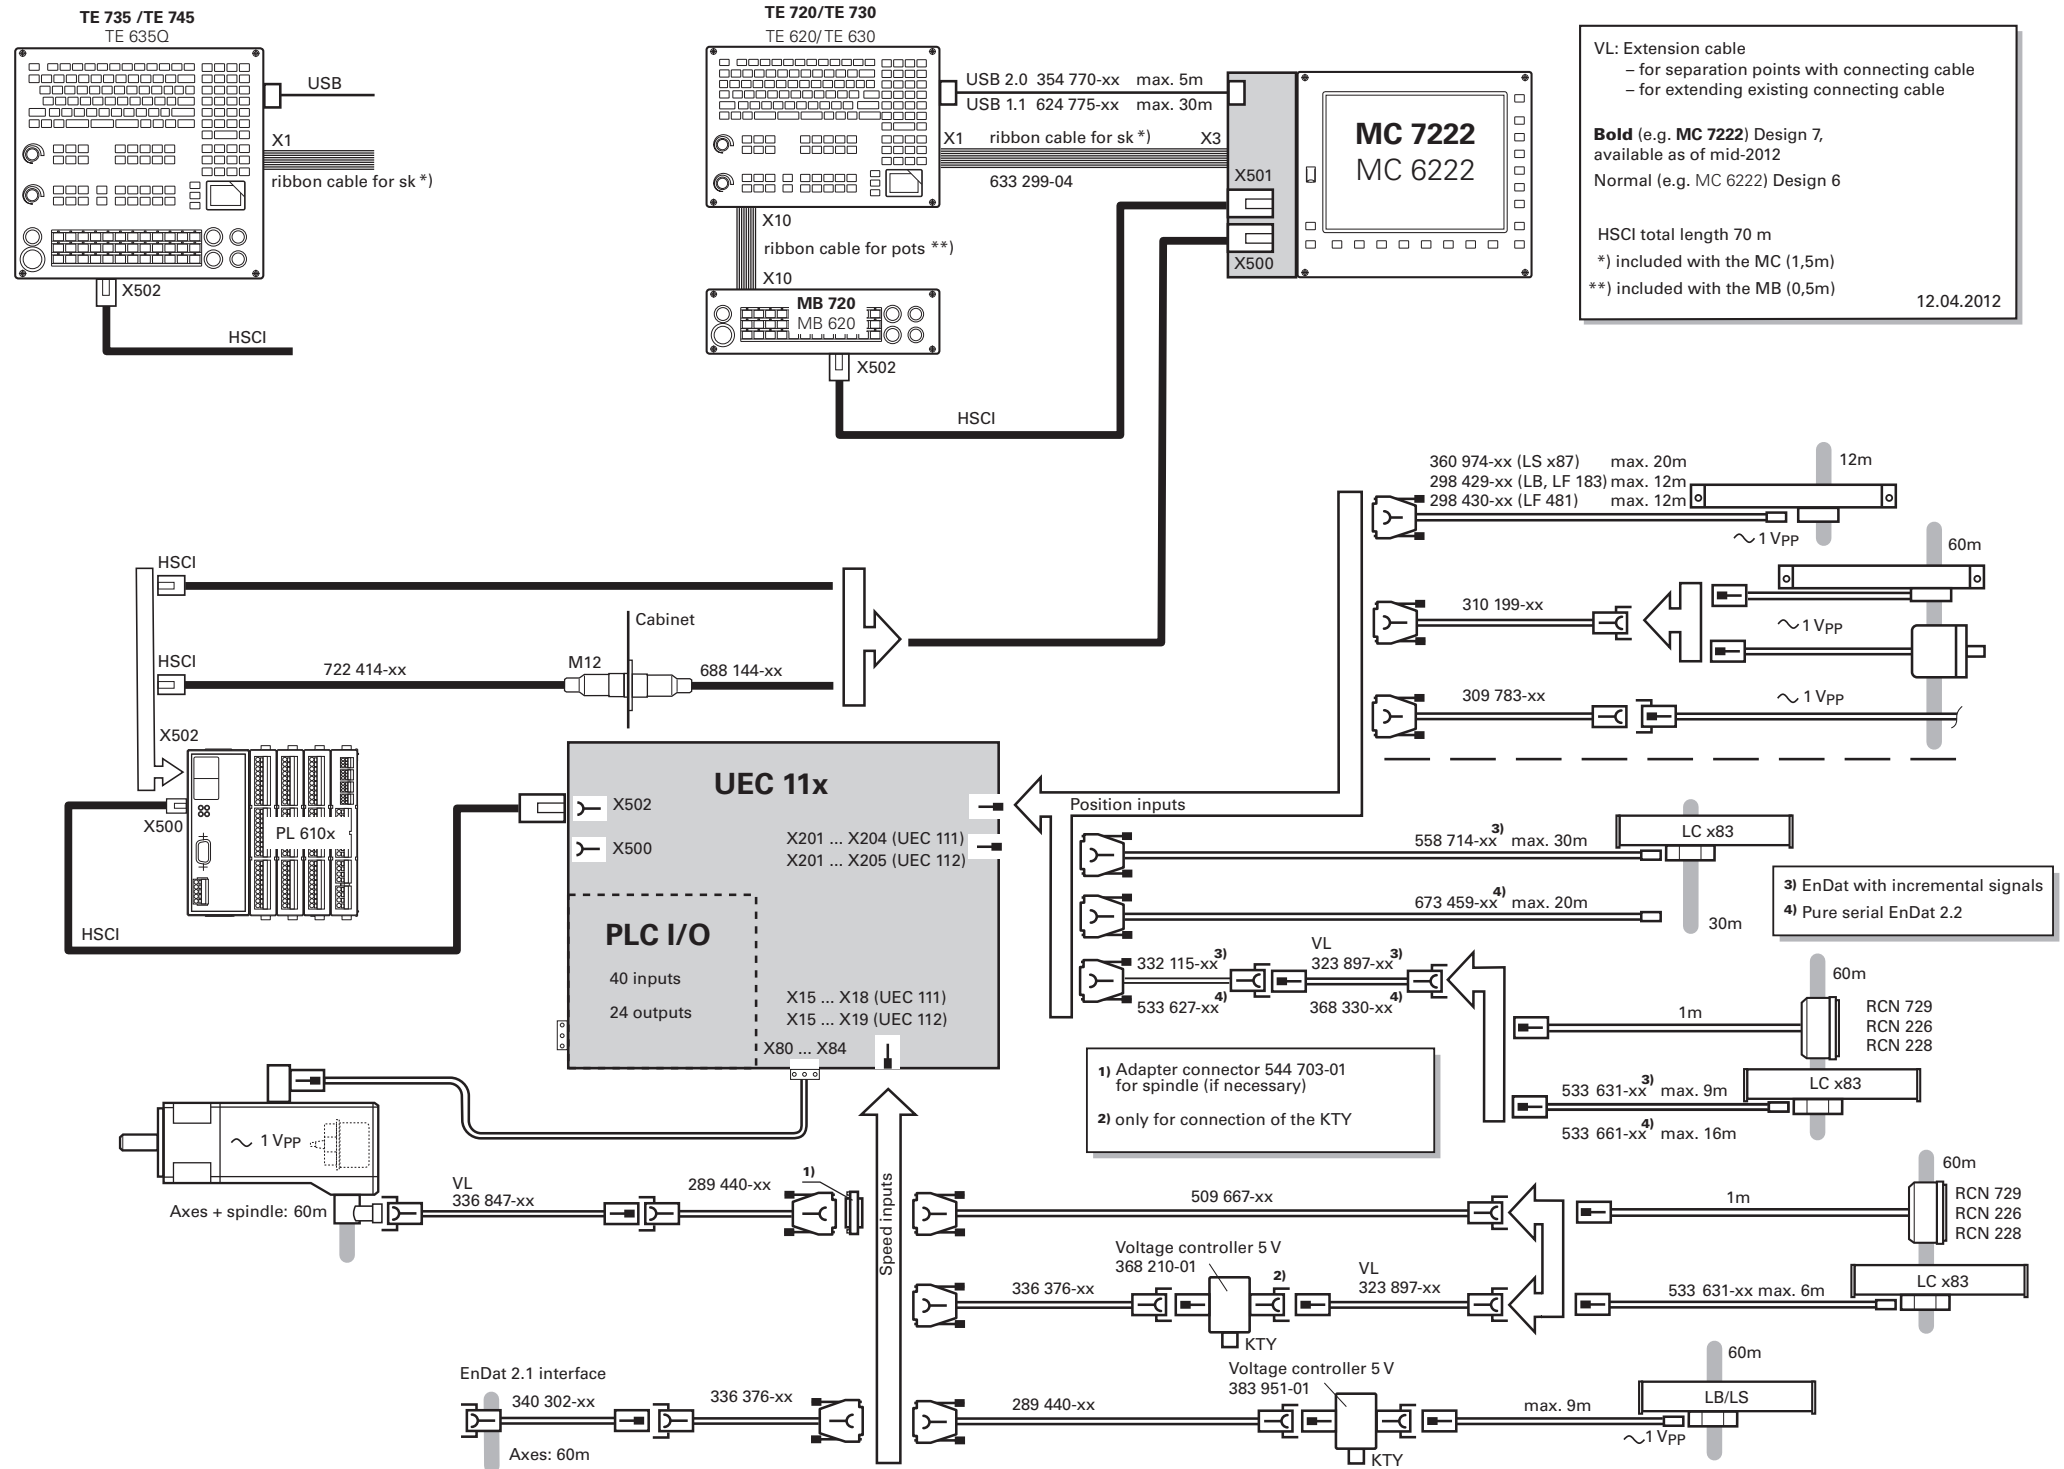 TE 735 /TE 745
TE 635Q
USB
X1
ribbon cable for sk *)
X502
HSCI
TE 720/TE 730
TE 620/ TE 630
USB 2.0 354 770-xx max. 5m
USB 1.1 624 775-xx max. 30m
X1 ribbon cable for sk *) X3
633 299-04
X10
ribbon cable for pots **)
X10
MB 720
MB 620
X502
HSCI
X501
X500
MC 7222
MC 6222
VL: Extension cable
– for separation points with connecting cable
– for extending existing connecting cable
Bold (e.g. MC 7222) Design 7,
available as of mid-2012
Normal (e.g. MC 6222) Design 6
HSCI total length 70 m
*) included with the MC (1,5m)
**) included with the MB (0,5m)
12.04.2012
360 974-xx (LS x87) max. 20m
298 429-xx (LB, LF 183) max. 12m
298 430-xx (LF 481) max. 12m
12m
1 VPP
60m
310 199-xx
1 VPP
309 783-xx
1 VPP
HSCI
Cabinet
HSCI
722 414-xx
M12
688 144-xx
X502
X500
PL 610x
HSCI
UEC 11x
X502
X500
X201 ... X204 (UEC 111)
X201 ... X205 (UEC 112)
PLC I/O
40 inputs
24 outputs
X15 ... X18 (UEC 111)
X15 ... X19 (UEC 112)
X80 ... X84
Position inputs
558 714-xx 3) max. 30m
LC x83
673 459-xx 4) max. 20m
30m
3) EnDat with incremental signals
4) Pure serial EnDat 2.2
332 115-xx 3)
533 627-xx 4)
VL
323 897-xx 3)
368 330-xx 4)
60m
1m
RCN 729
RCN 226
RCN 228
533 631-xx 3) max. 9m
533 661-xx 4) max. 16m
LC x83
1) Adapter connector 544 703-01
for spindle (if necessary)
2) only for connection of the KTY
1 VPP
Axes + spindle: 60m
VL
336 847-xx
289 440-xx
1)
Speed inputs
509 667-xx
1m
60m
RCN 729
RCN 226
RCN 228
Voltage controller 5 V
368 210-01
336 376-xx
2)
VL
323 897-xx
KTY
533 631-xx max. 6m
LC x83
EnDat 2.1 interface
340 302-xx
336 376-xx
Axes: 60m
Voltage controller 5 V
383 951-01
289 440-xx
KTY
max. 9m
60m
LB/LS
1 VPP